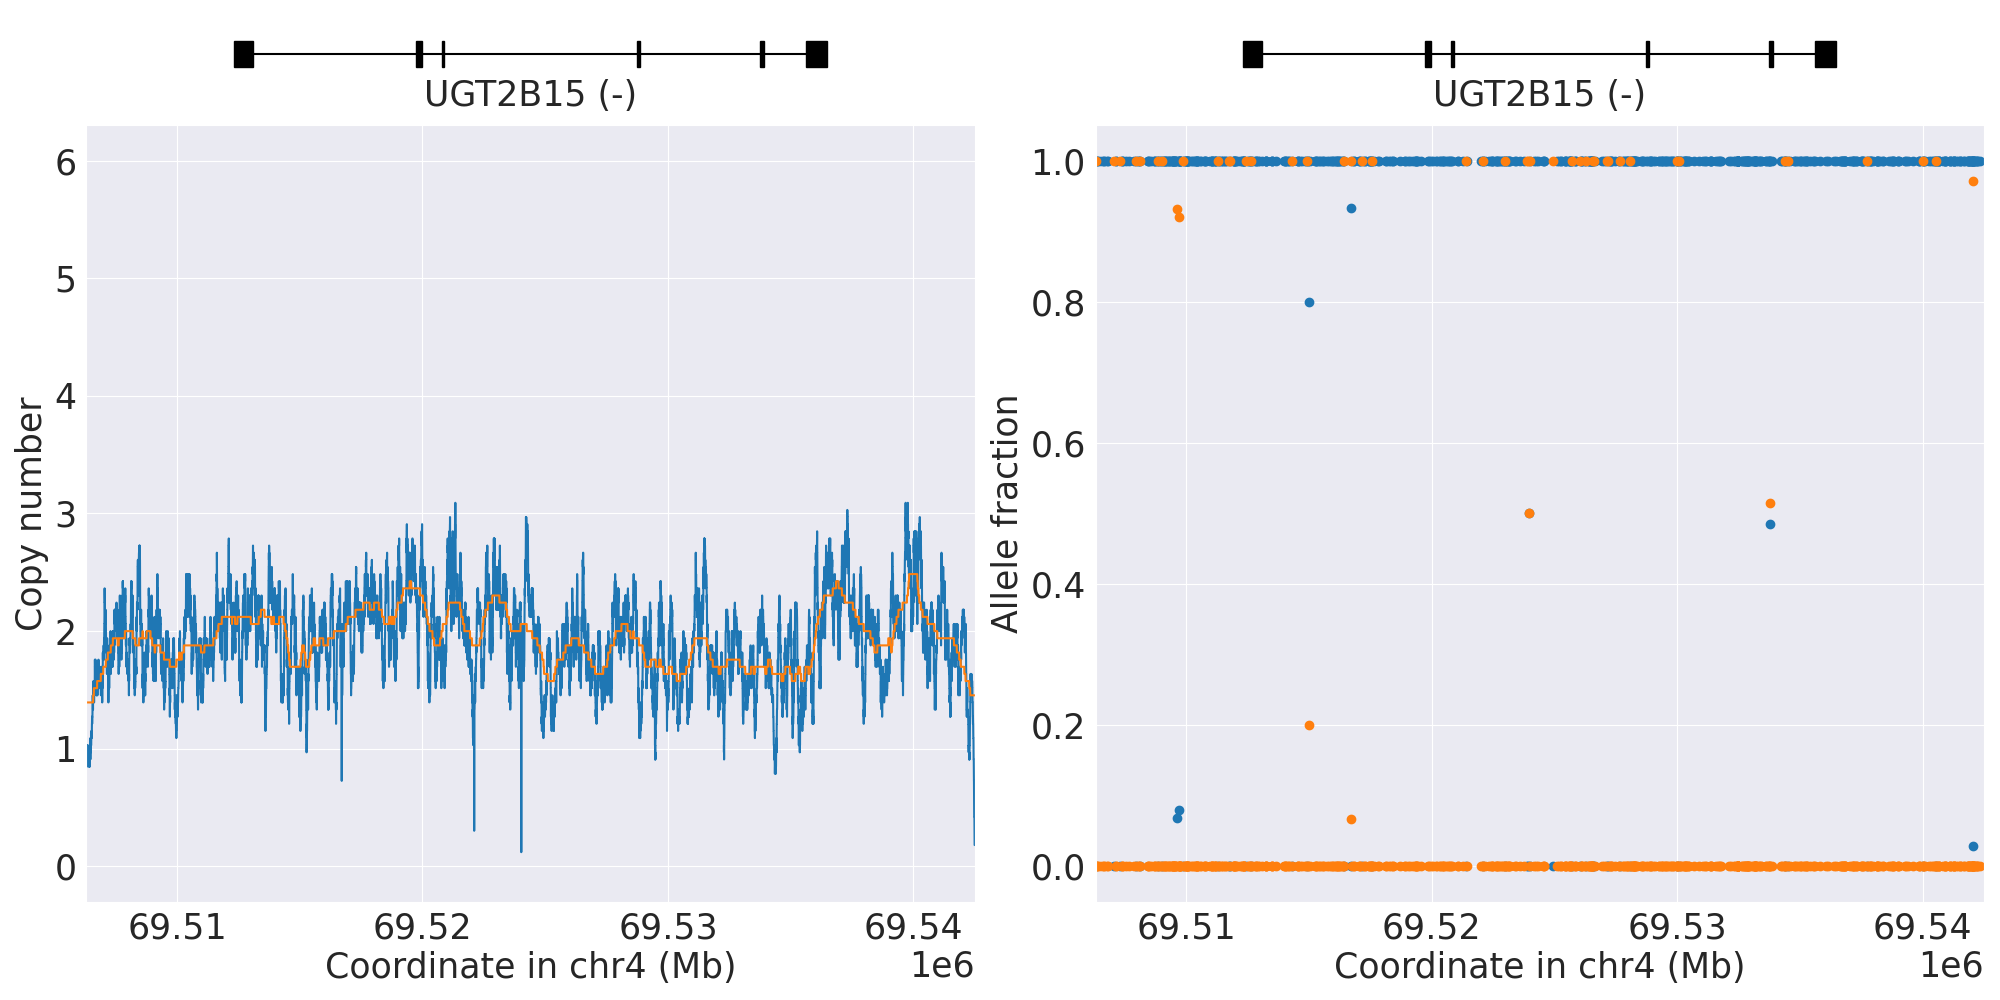 UGT2B15 (-)
6
5
4
3
2
1
0
Copy number
69.51 69.52 69.53 69.54
Coordinate in chr4 (Mb)
1e6
UGT2B15 (-)
1.0
0.8
0.6
0.4
0.2
0.0
Allele fraction
69.51 69.52 69.53 69.54
Coordinate in chr4 (Mb)
1e6